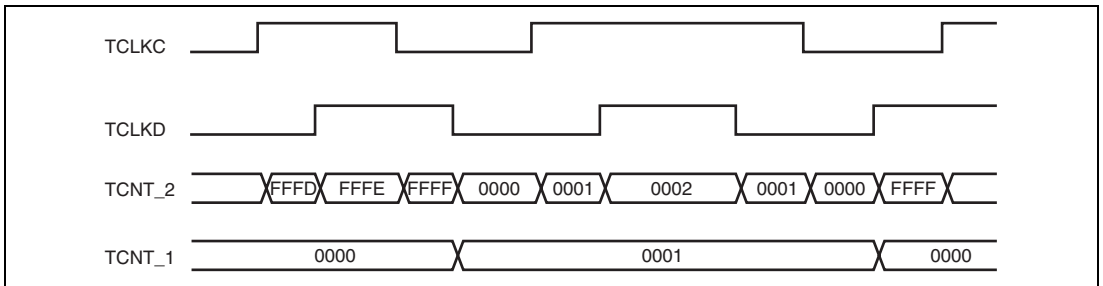 TCLKC
TCLKD
TCNT_2 FFFD FFFE FFFF 0000 0001 0002 0001 0000 FFFF
TCNT_1 0000 0001 0000